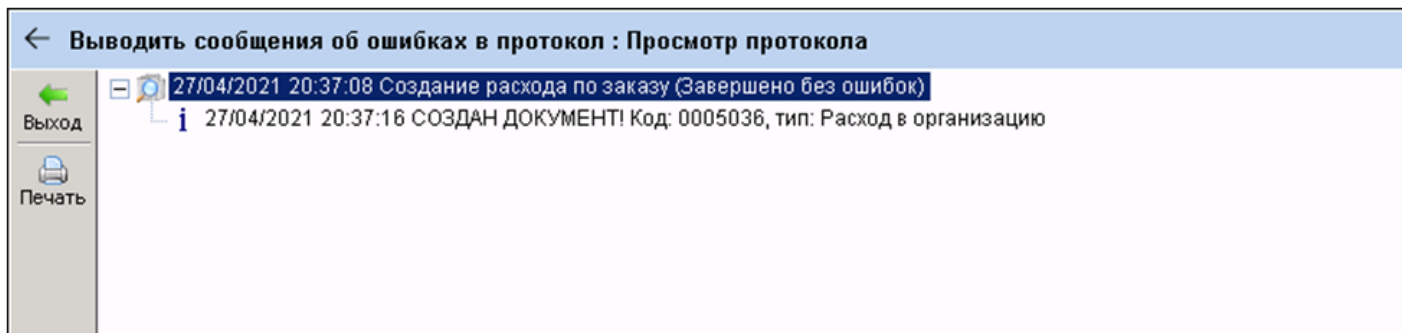 ← Выводить сообщения об ошибках в протокол : Просмотр протокола
27/04/2021 20:37:08 Создание расхода по заказу (Завершено без ошибок)
Выход
i 27/04/2021 20:37:16 СОЗДАН ДОКУМЕНТ! Код: 0005036, тип: Расход в организацию
Печать